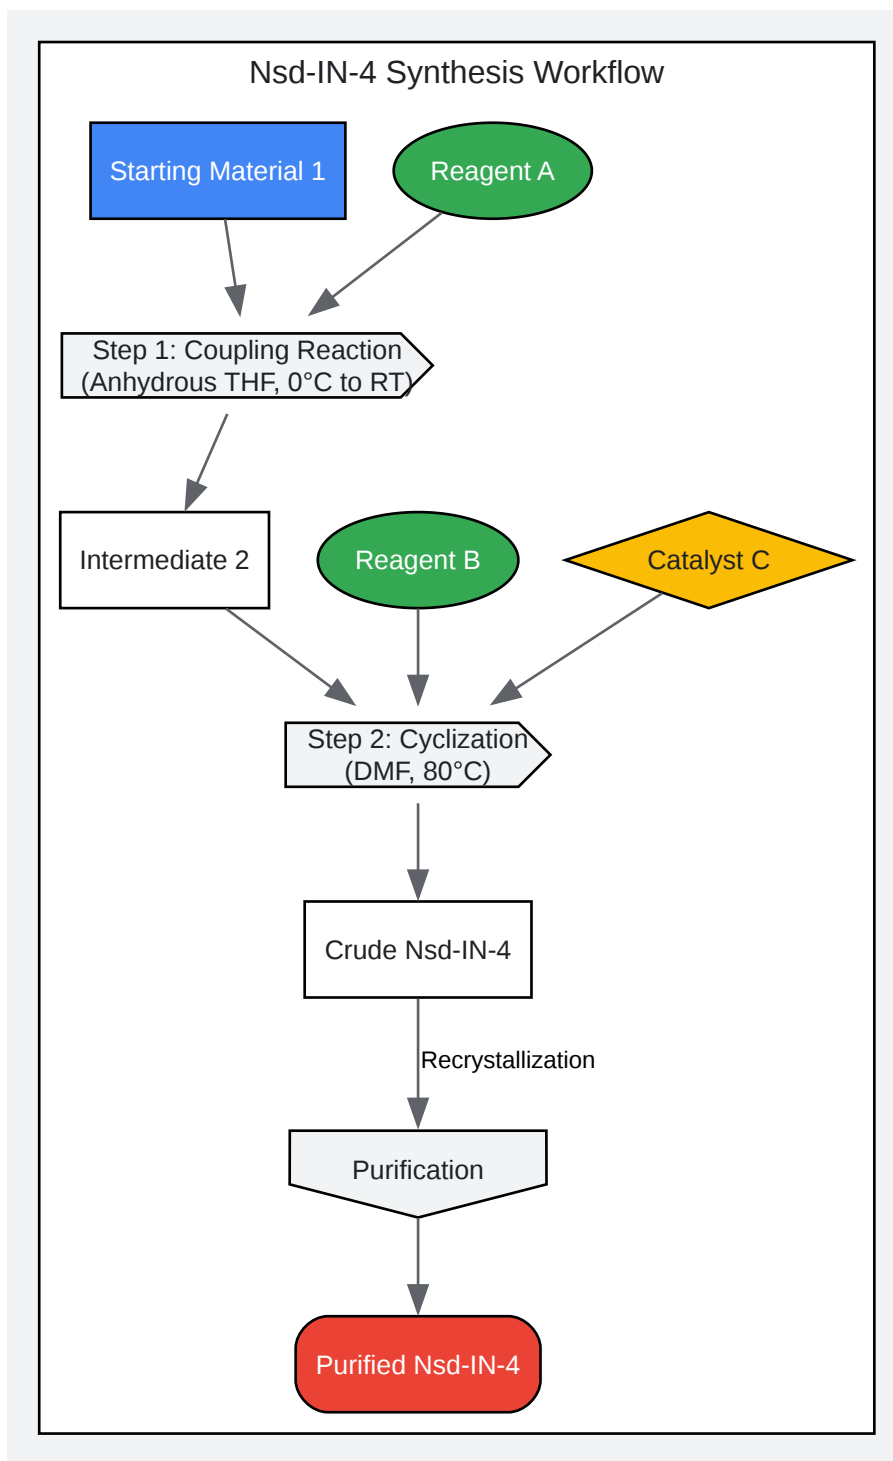 Nsd-IN-4 Synthesis Workflow
Starting Material 1
Reagent A
Step 1: Coupling Reaction
(Anhydrous THF, 0°C to RT)
Intermediate 2
Reagent B
Catalyst C
Step 2: Cyclization
(DMF, 80°C)
Crude Nsd-IN-4
Recrystallization
Purification
Purified Nsd-IN-4